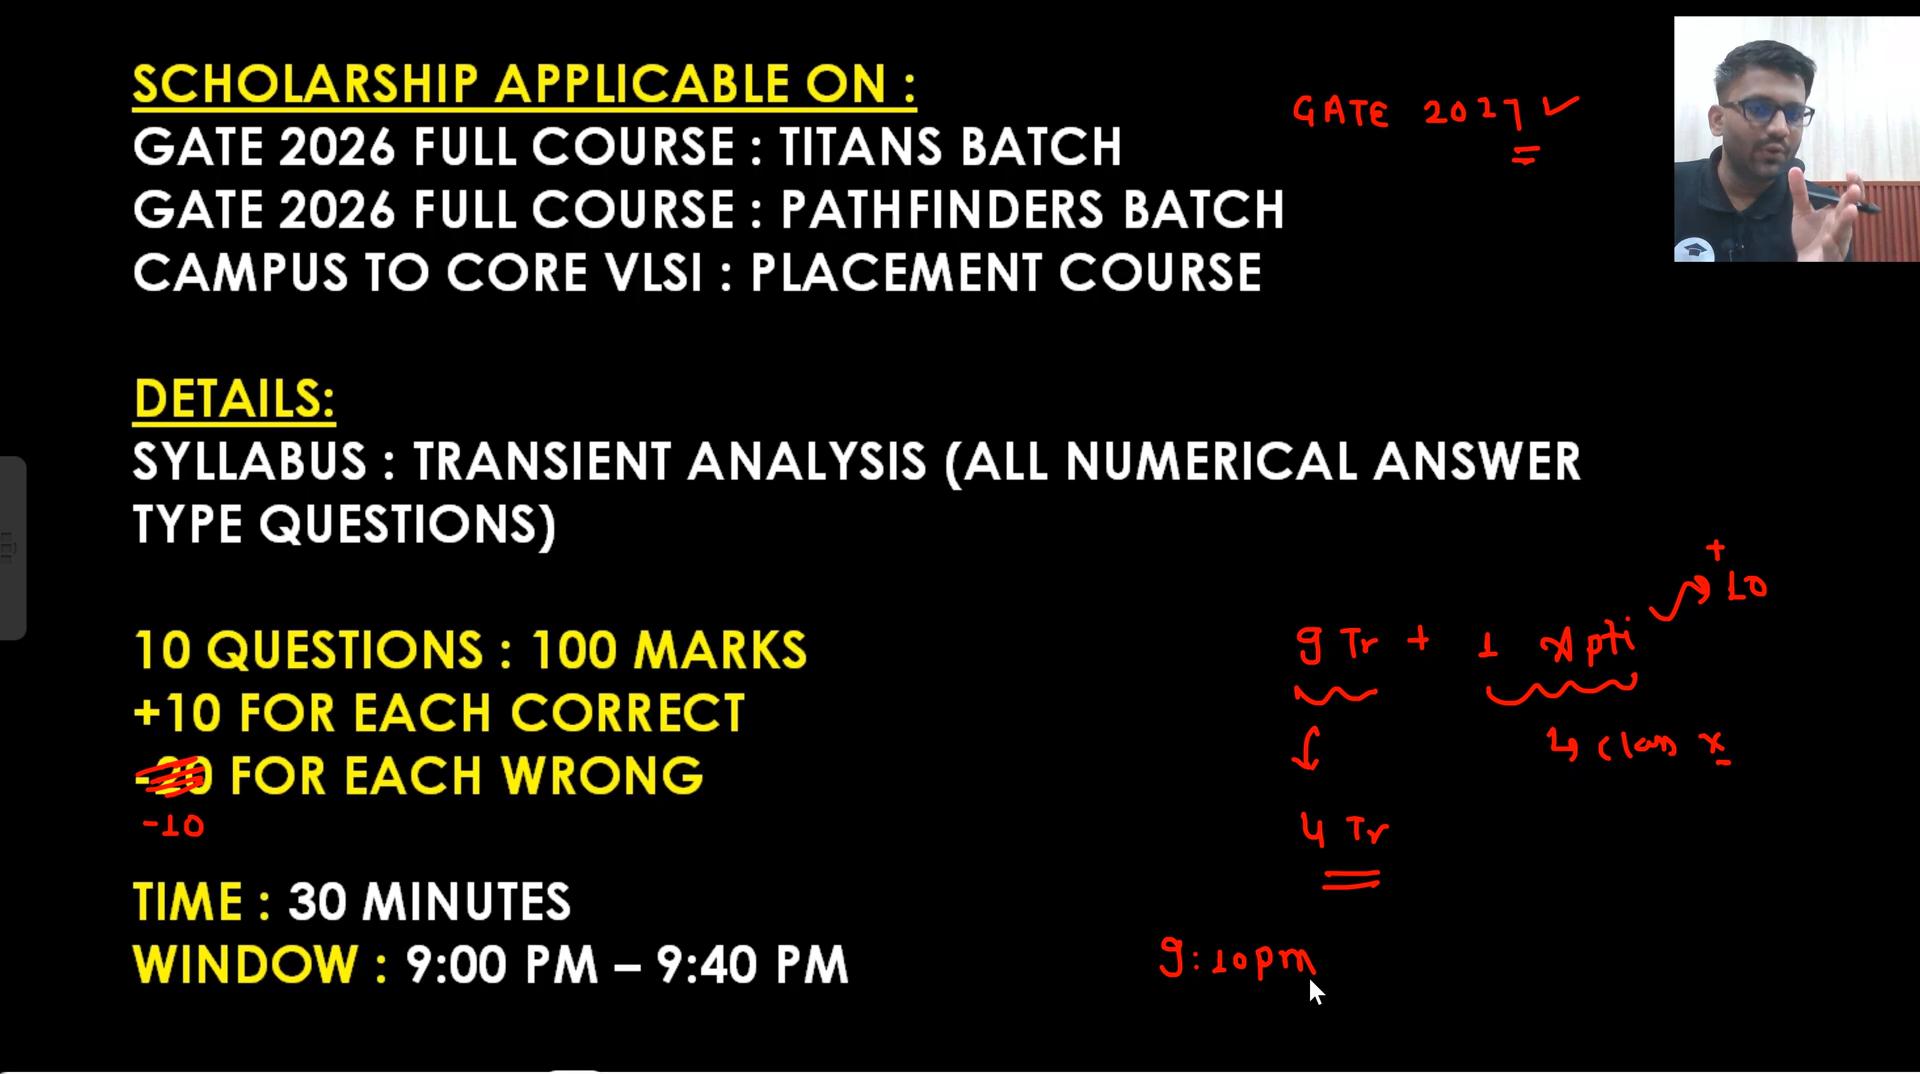 SCHOLARSHIP APPLICABLE ON :
GATE 2026 FULL COURSE : TITANS BATCH
GATE 2026 FULL COURSE : PATHFINDERS BATCH
CAMPUS TO CORE VLSI : PLACEMENT COURSE
GATE 2027
DETAILS:
SYLLABUS : TRANSIENT ANALYSIS (ALL NUMERICAL ANSWER
TYPE QUESTIONS)
10 QUESTIONS : 100 MARKS
+10 FOR EACH CORRECT
-20 FOR EACH WRONG
-10
+
10
9 Tr + 1 Apti
class x
4 Tr
TIME : 30 MINUTES
WINDOW : 9:00 PM – 9:40 PM
9:10pm